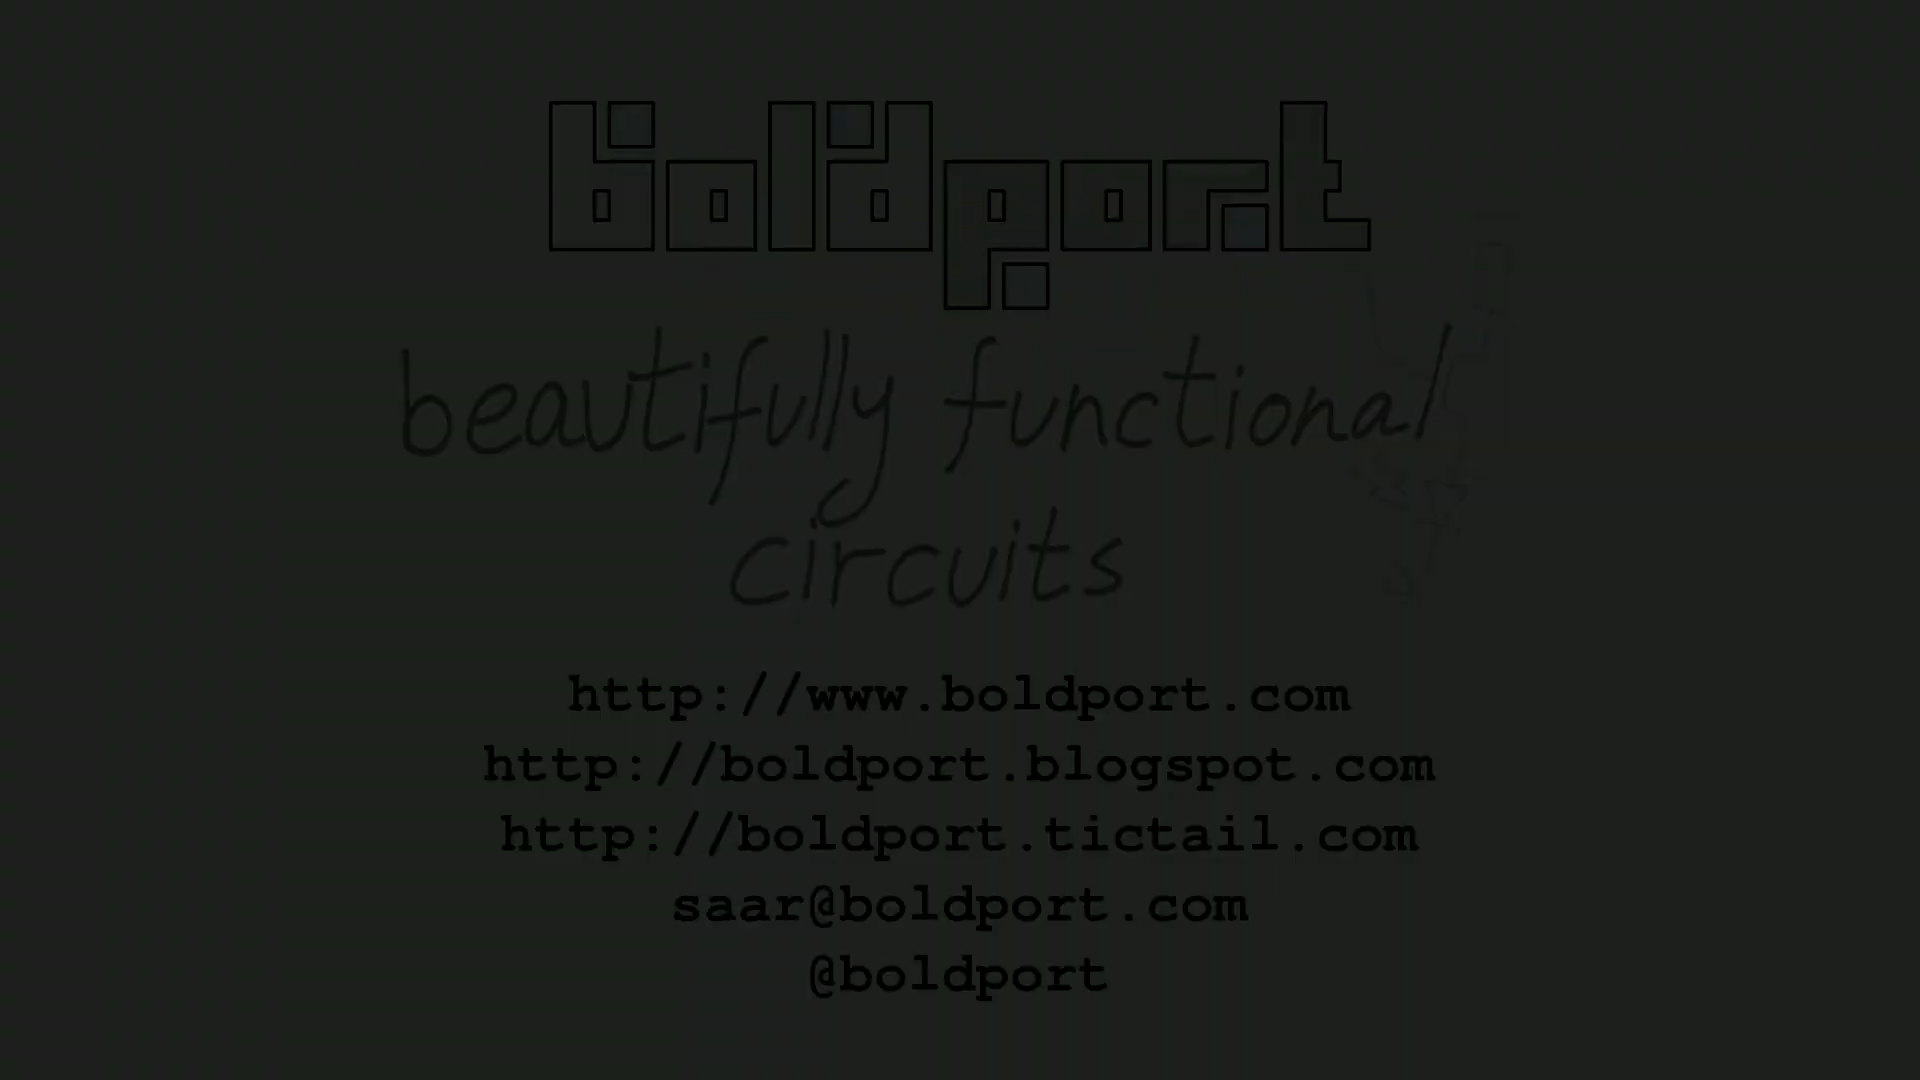 boldport
beautifully functional
circuits
http://www.boldport.com
http://boldport.blogspot.com
http://boldport.tictail.com
saar@boldport.com
@boldport